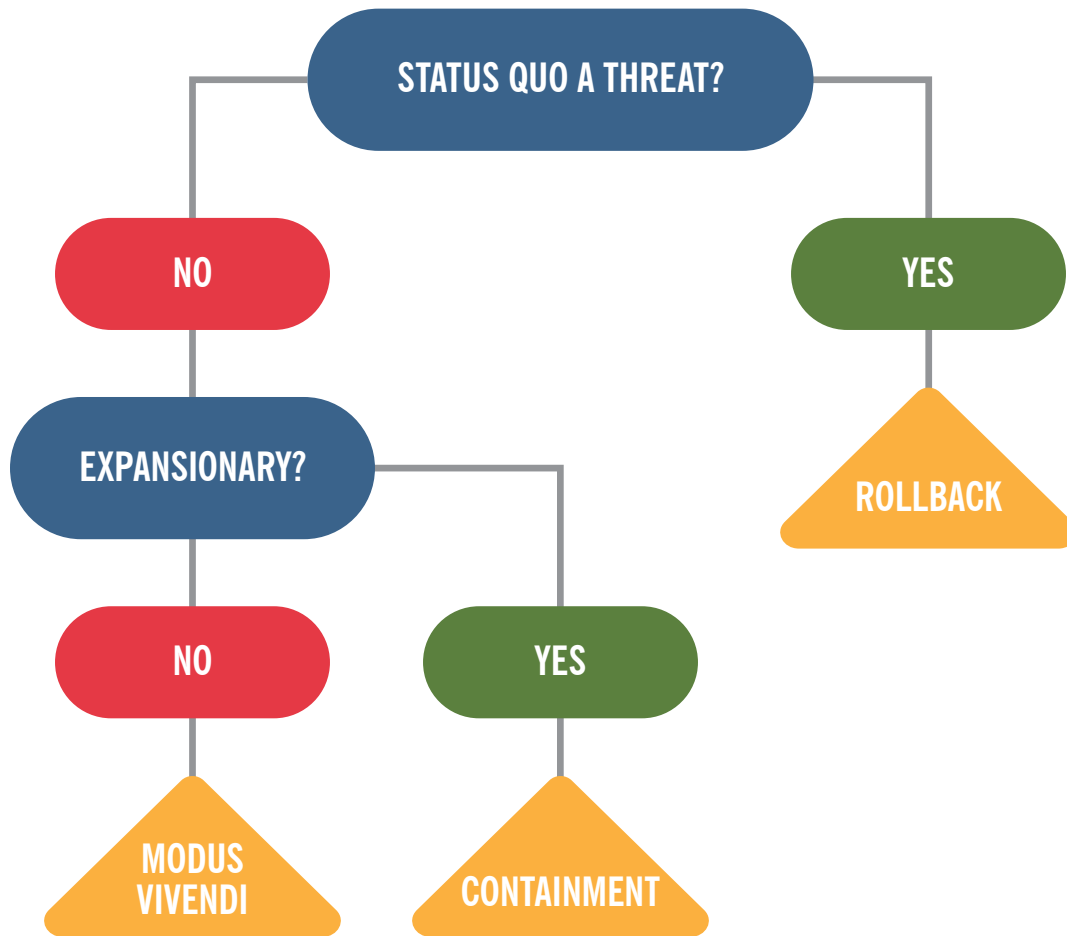 STATUS QUO A THREAT?
NO
YES
EXPANSIONARY?
ROLLBACK
NO
YES
MODUS
VIVENDI
CONTAINMENT